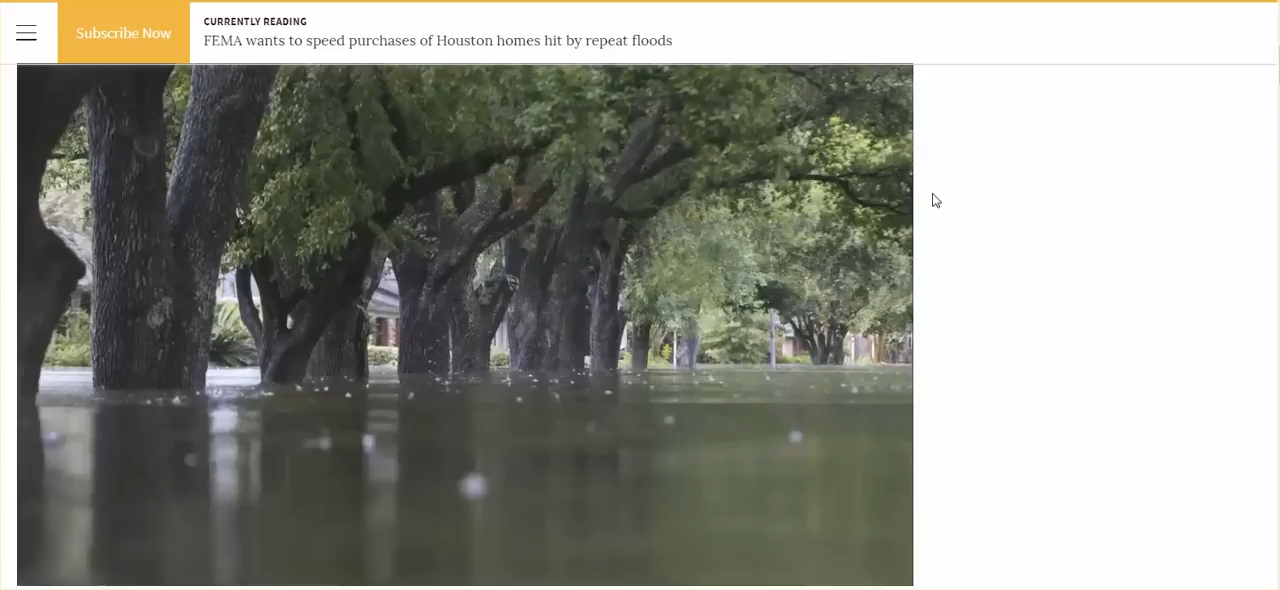 Subscribe Now
CURRENTLY READING
FEMA wants to speed purchases of Houston homes hit by repeat floods